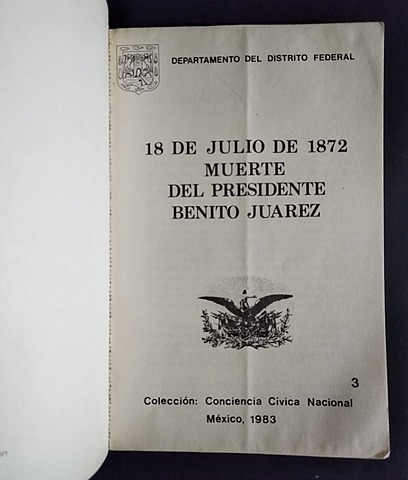 DEPARTAMENTO DEL DISTRITO FEDERAL
18 DE JULIO DE 1872
MUERTE
DEL PRESIDENTE
BENITO JUAREZ
3
Colección: Conciencia Cívica Nacional
México, 1983